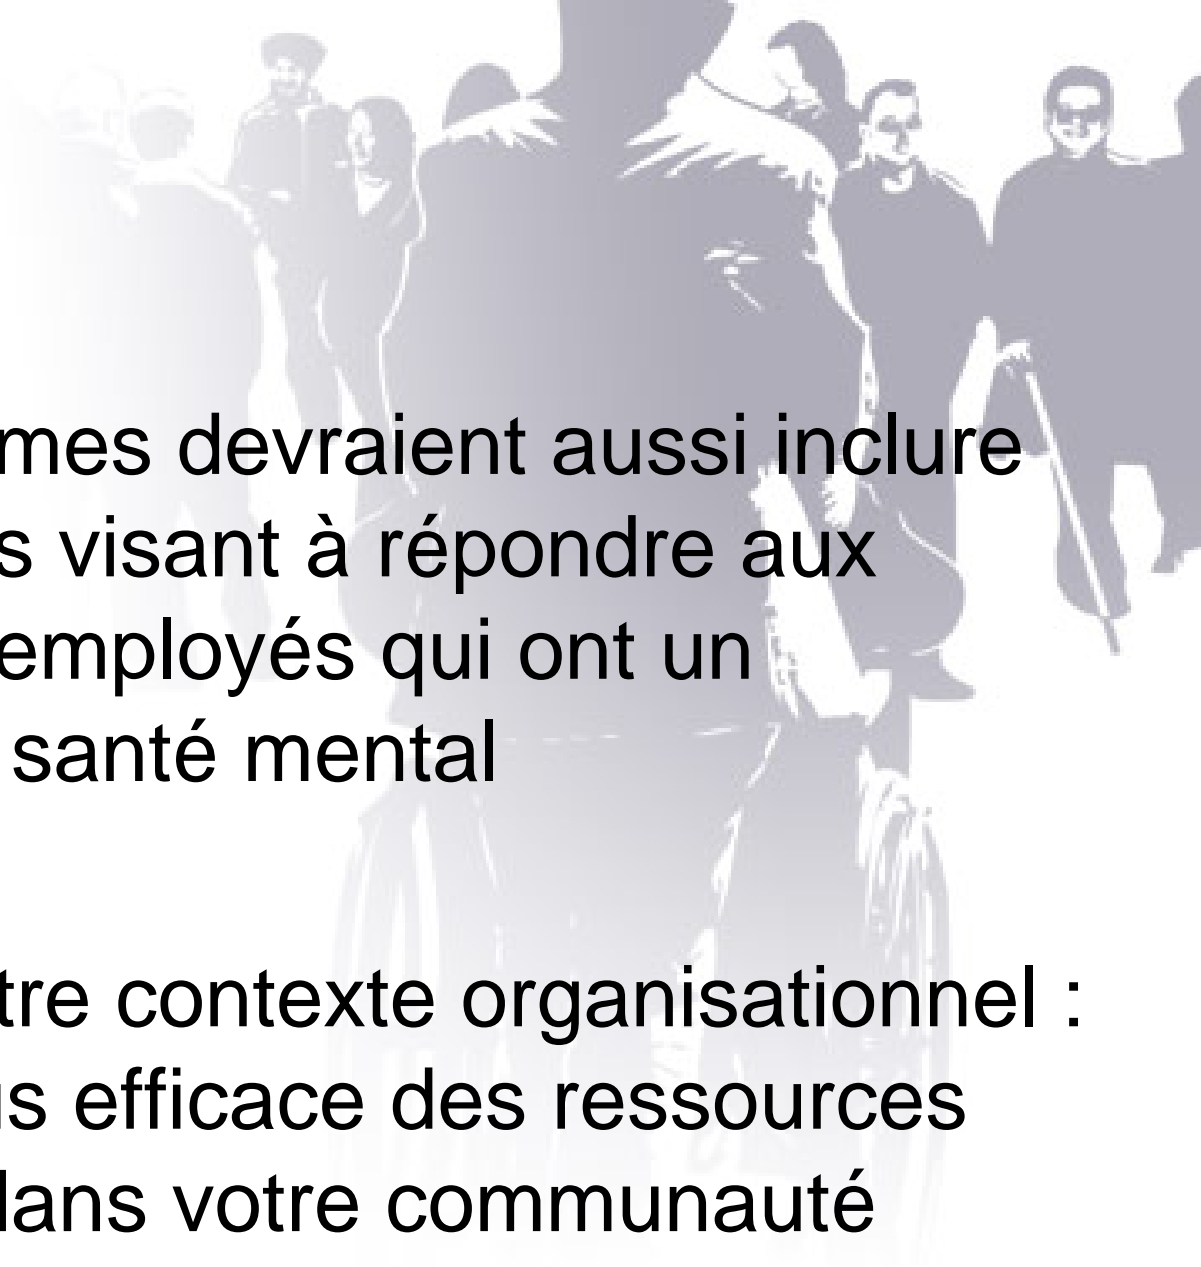 mes devraient aussi inclure
s visant à répondre aux
employés qui ont un
santé mental
tre contexte organisationnel :
us efficace des ressources
dans votre communauté